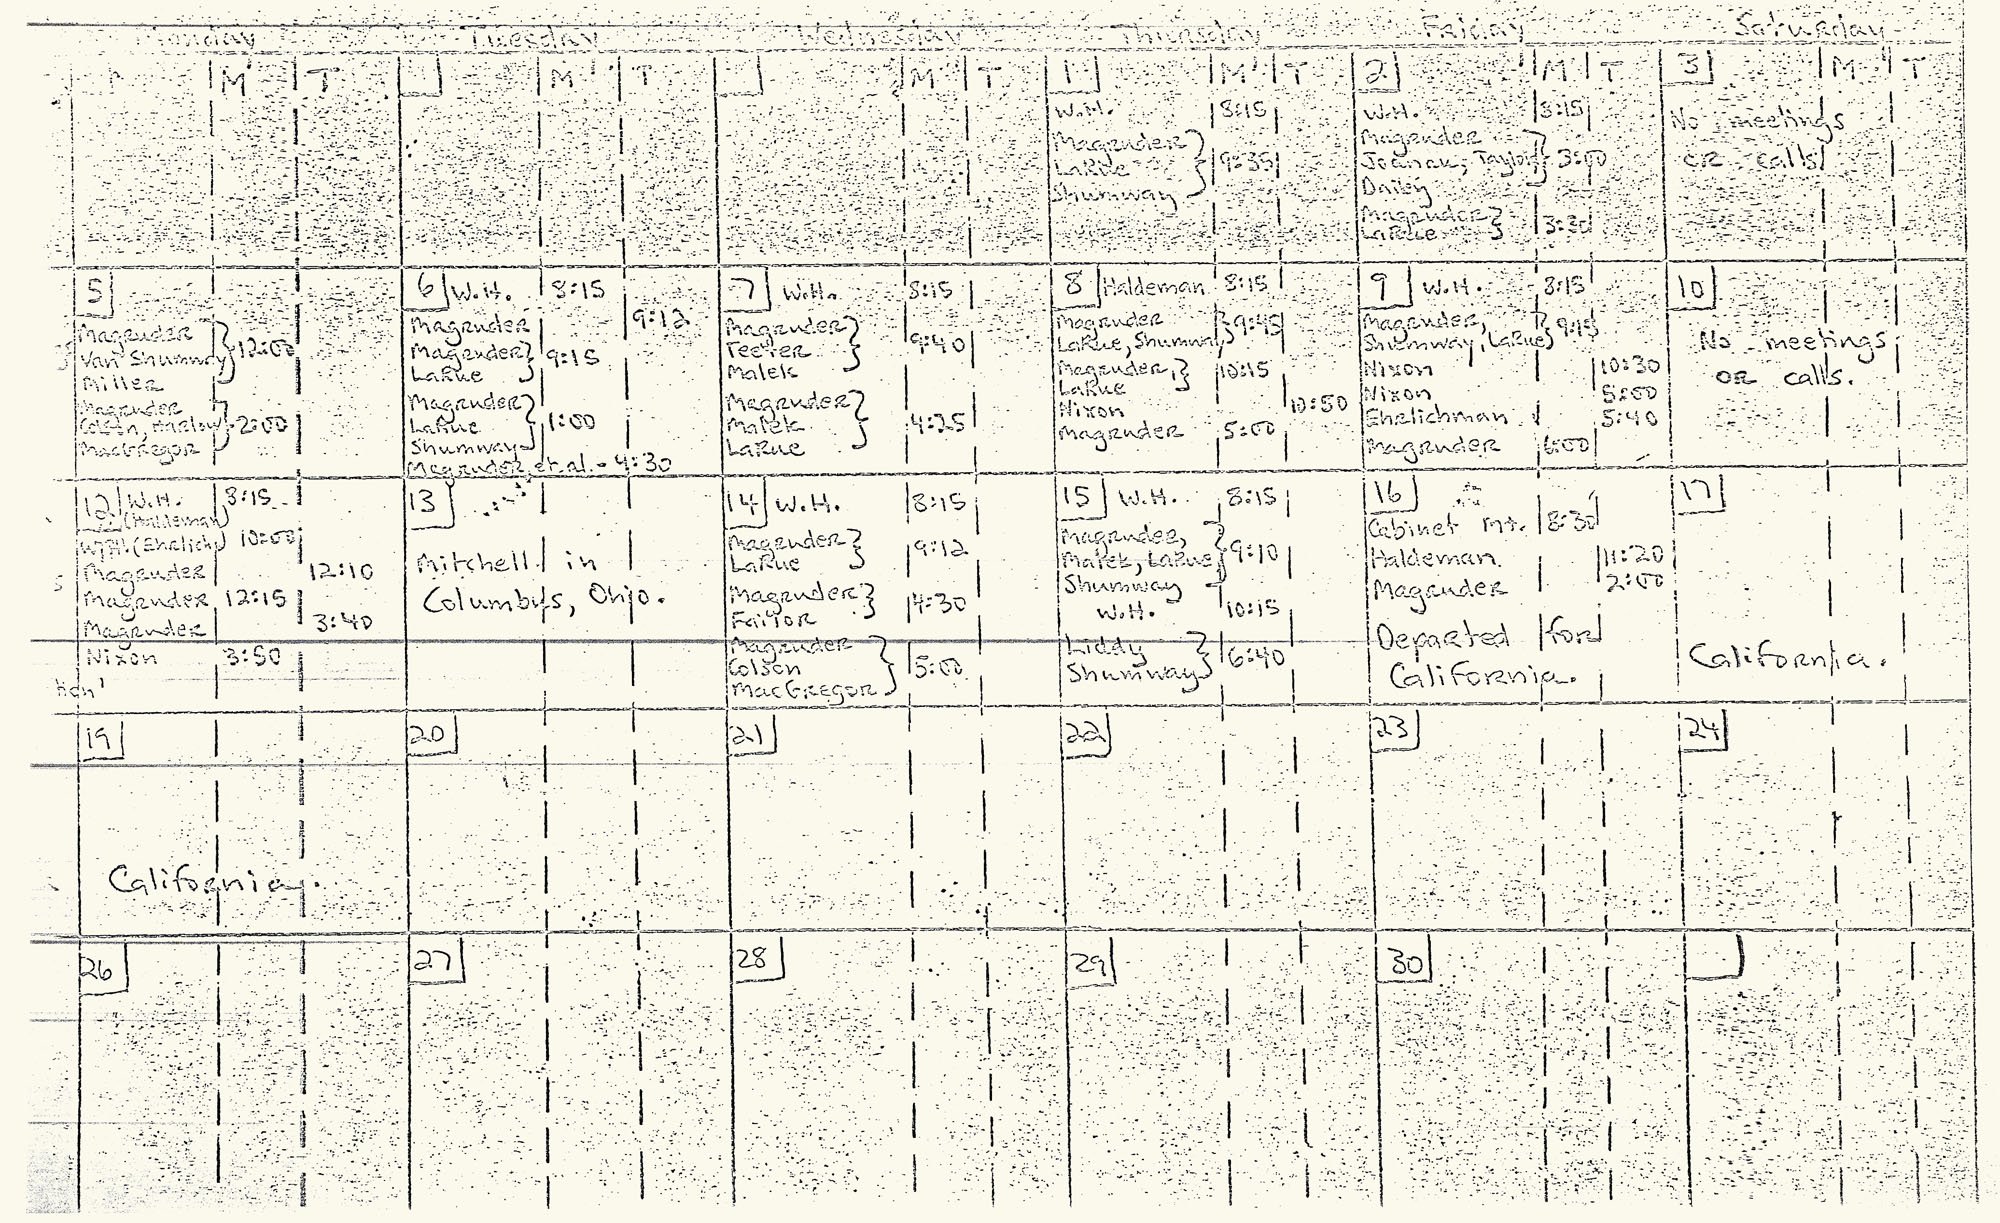 Monday Tuesday Wednesday Thursday Friday Saturday
M T M T M T M T M T M T
1
W.H. 8:15
Magruder
LaRue 9:35
Shumway
2
W.H. 8:15
Magruder
Taylor 3:00
Daily
Magruder
LaRue 3:30
3
No meetings
or calls
5
Magruder
Van Shumway 12:00
Miller
Magruder
Colson, Harlow 2:00
MacGregor
6 W.H. 8:15
Magruder 9:12
Magruder 9:15
LaRue
Magruder
LaRue 1:00
Shumway
Magruder, et. al. - 4:30
7 W.H. 8:15
Magruder
Teeter 9:40
Malek
Magruder
Malek 4:25
LaRue
8 Haldeman 8:15
Magruder 9:45
LaRue, Shumway
Magruder, 10:15
LaRue
Nixon 10:50
Magruder 5:00
9 W.H. 8:15
Magruder, 9:15
Shumway, LaRue
Nixon 10:30
Nixon 5:00
Ehrlichman 5:40
Magruder 6:00
10
No meetings
or calls.
12 W.H. 8:15
(Haldeman)
W.H. (Ehrlich) 10:00
Magruder 12:10
Magruder 12:15
Magruder 3:40
Nixon 3:50
13
Mitchell in
Columbus, Ohio.
14 W.H. 8:15
Magruder 9:12
LaRue
Magruder 4:30
Failor
Magruder
Colson 5:00
MacGregor
15 W.H. 8:15
Magruder,
Malek, LaRue, 9:10
Shumway
W.H. 10:15
Liddy 6:40
Shumway
16
Cabinet mt. 8:30
Haldeman 11:20
Magruder 2:00
Departed for
California.
17
California.
tion'
19 20 21 22 23 24
California.
26 27 28 29 30